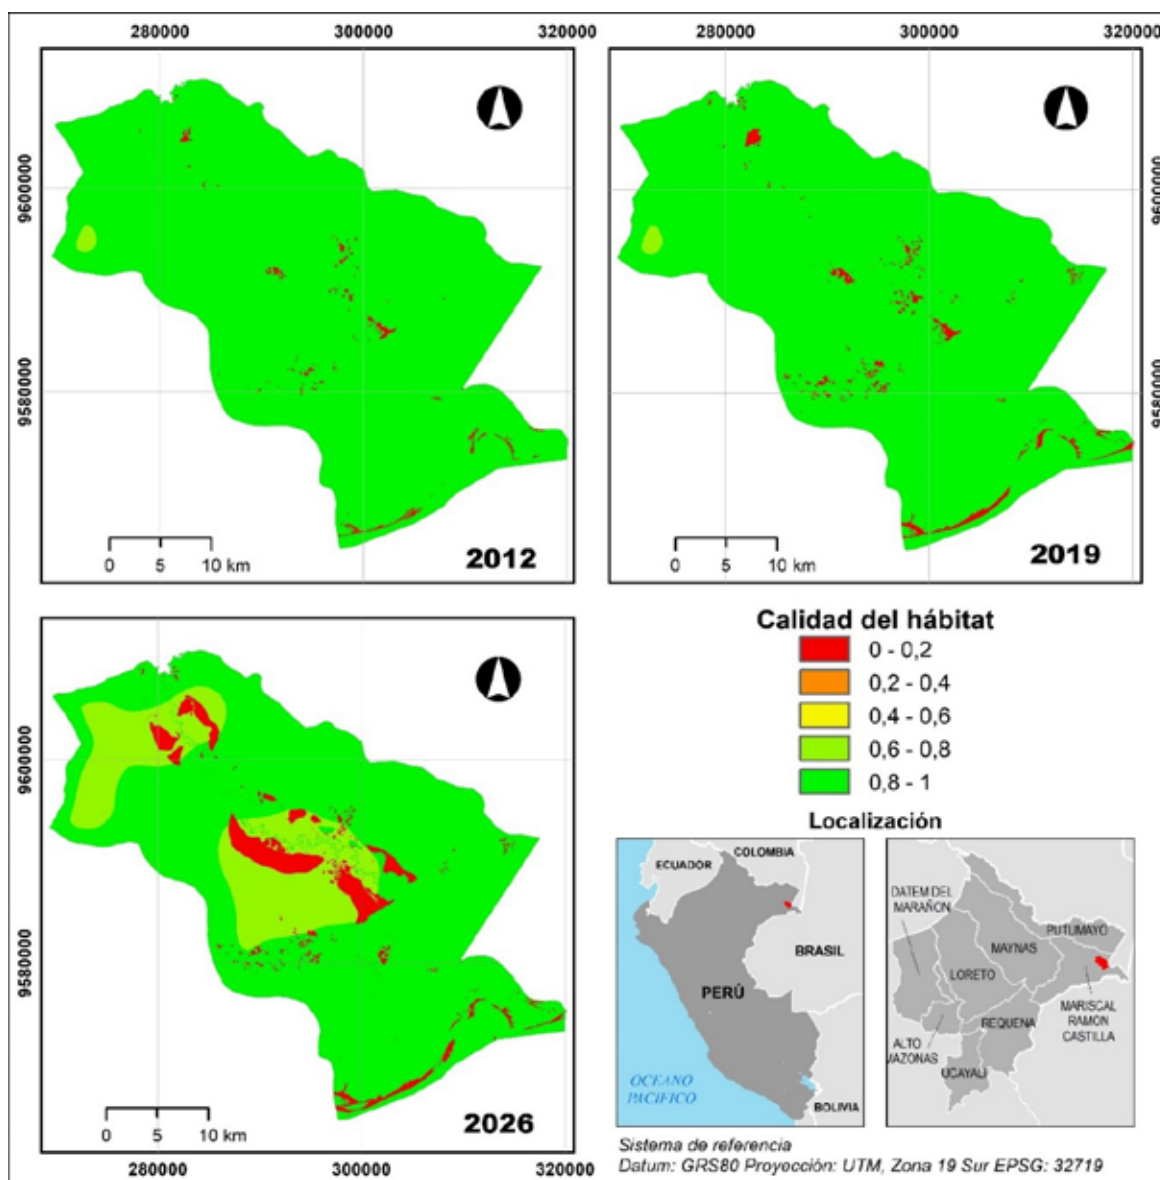 280000 300000 320000
280000 300000 320000
9600000
9580000
9600000
9580000
0 5 10 km
2012
0 5 10 km
2019
9600000
9580000
0 5 10 km
2026
280000 300000 320000
Calidad del hábitat
0 - 0,2
0,2 - 0,4
0,4 - 0,6
0,6 - 0,8
0,8 - 1
Localización
ECUADOR
COLOMBIA
BRASIL
PERÚ
OCEANO
PACIFICO
BOLIVIA
DATEM DEL
MARAÑON
PUTUMAYO
MAYNAS
LORETO
MARISCAL
RAMON
CASTILLA
REQUENA
ALTO
MAZONAS
UCAYALI
Sistema de referencia
Datum: GRS80 Proyección: UTM, Zona 19 Sur EPSG: 32719